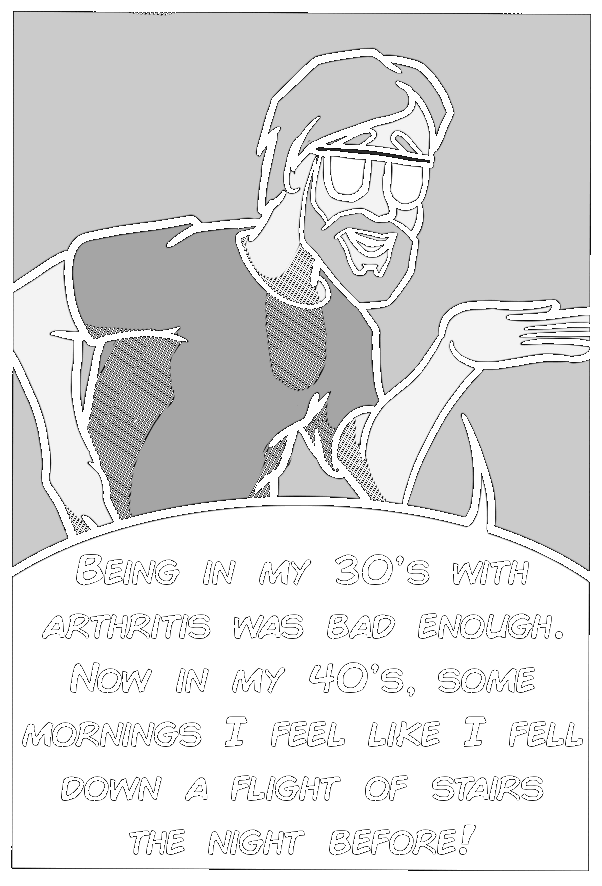 Being in my 30's with
arthritis was bad enough.
Now in my 40's, some
mornings I feel like I fell
down a flight of stairs
the night before!